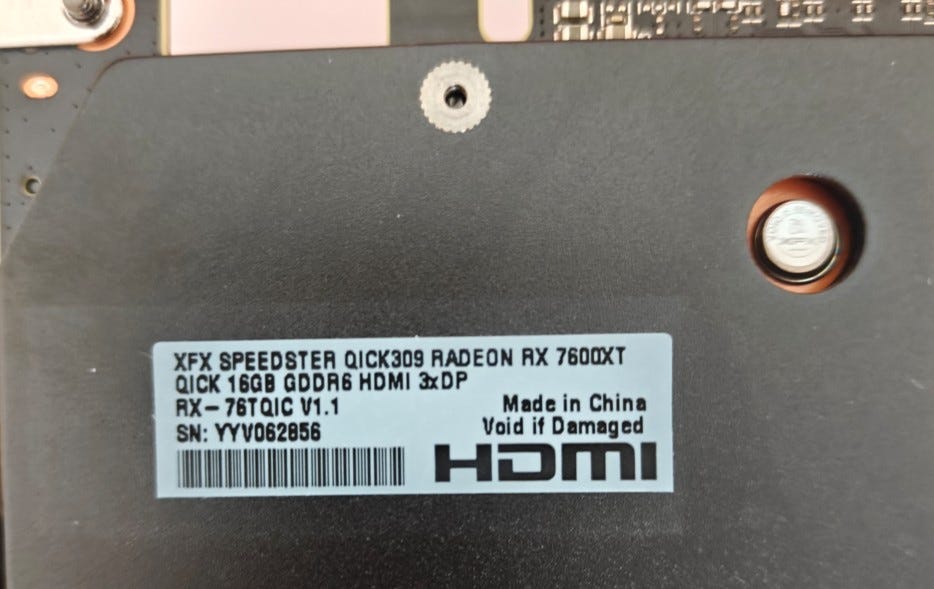 XFX SPEEDSTER QICK309 RADEON RX 7600XT
QICK 16GB GDDR6 HDMI 3xDP
RX-76TQIC V1.1
Made in China
SN: YYV062856
Void if Damaged
HDMI